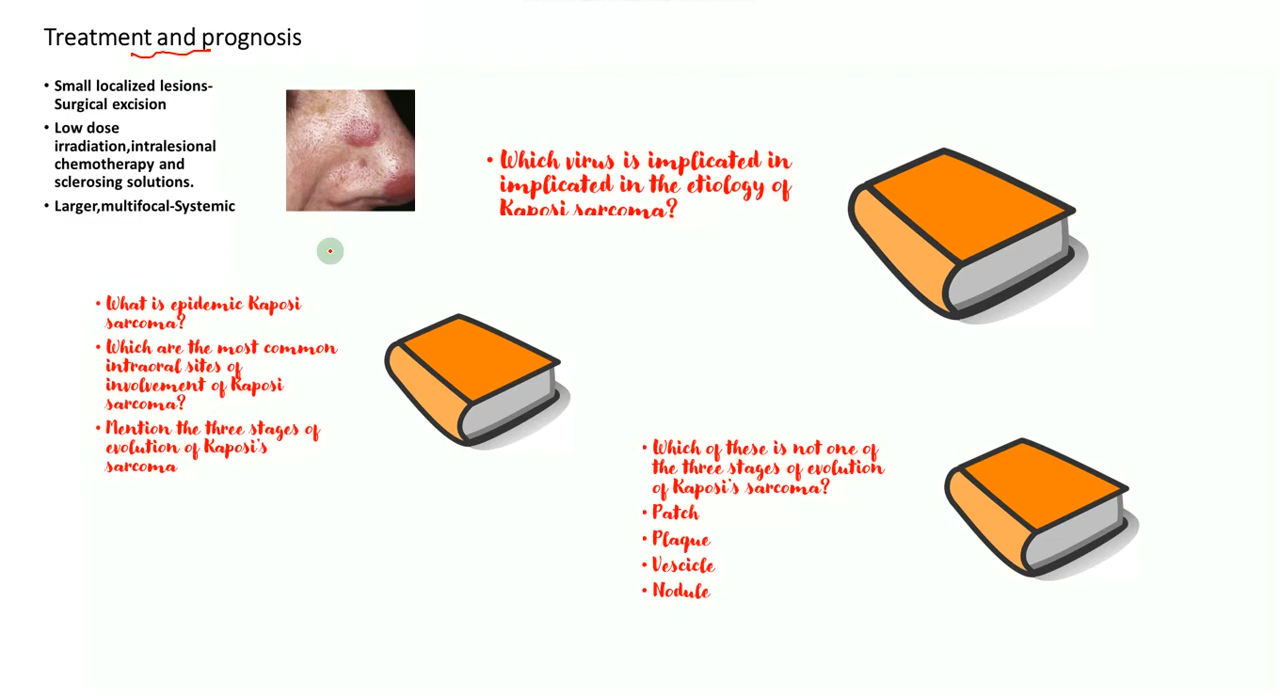 Treatment and prognosis
• Small localized lesions-
Surgical excision
• Low dose
irradiation,intralesional
chemotherapy and
sclerosing solutions.
• Larger,multifocal-Systemic
• Which virus is implicated in
implicated in the etiology of
Kaposi sarcoma?
• What is epidemic Kaposi
sarcoma?
• Which are the most common
intraoral sites of
involvement of Kaposi
sarcoma?
• Mention the three stages of
evolution of Kaposi's
sarcoma
• Which of these is not one of
the three stages of evolution
of Kaposi's sarcoma?
• Patch
• Plaque
• Vescicle
• Nodule